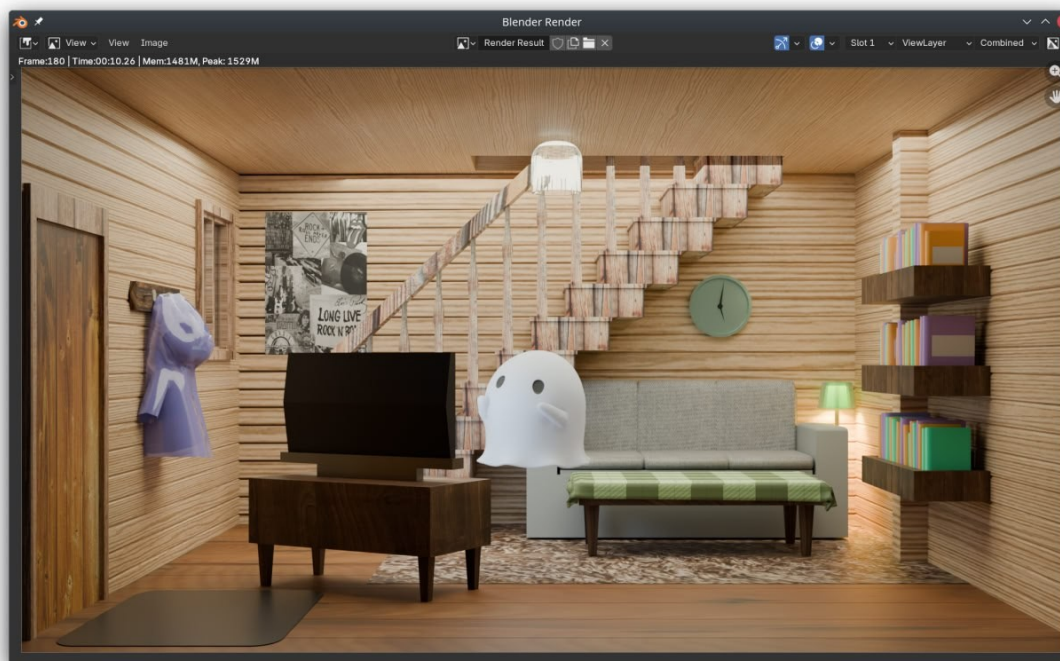 Blender Render
View View Image Render Result Slot 1 ViewLayer Combined
Frame:180 | Time:00:10.26 | Mem:1481M, Peak: 1529M
LONG LIVE
ROCK N